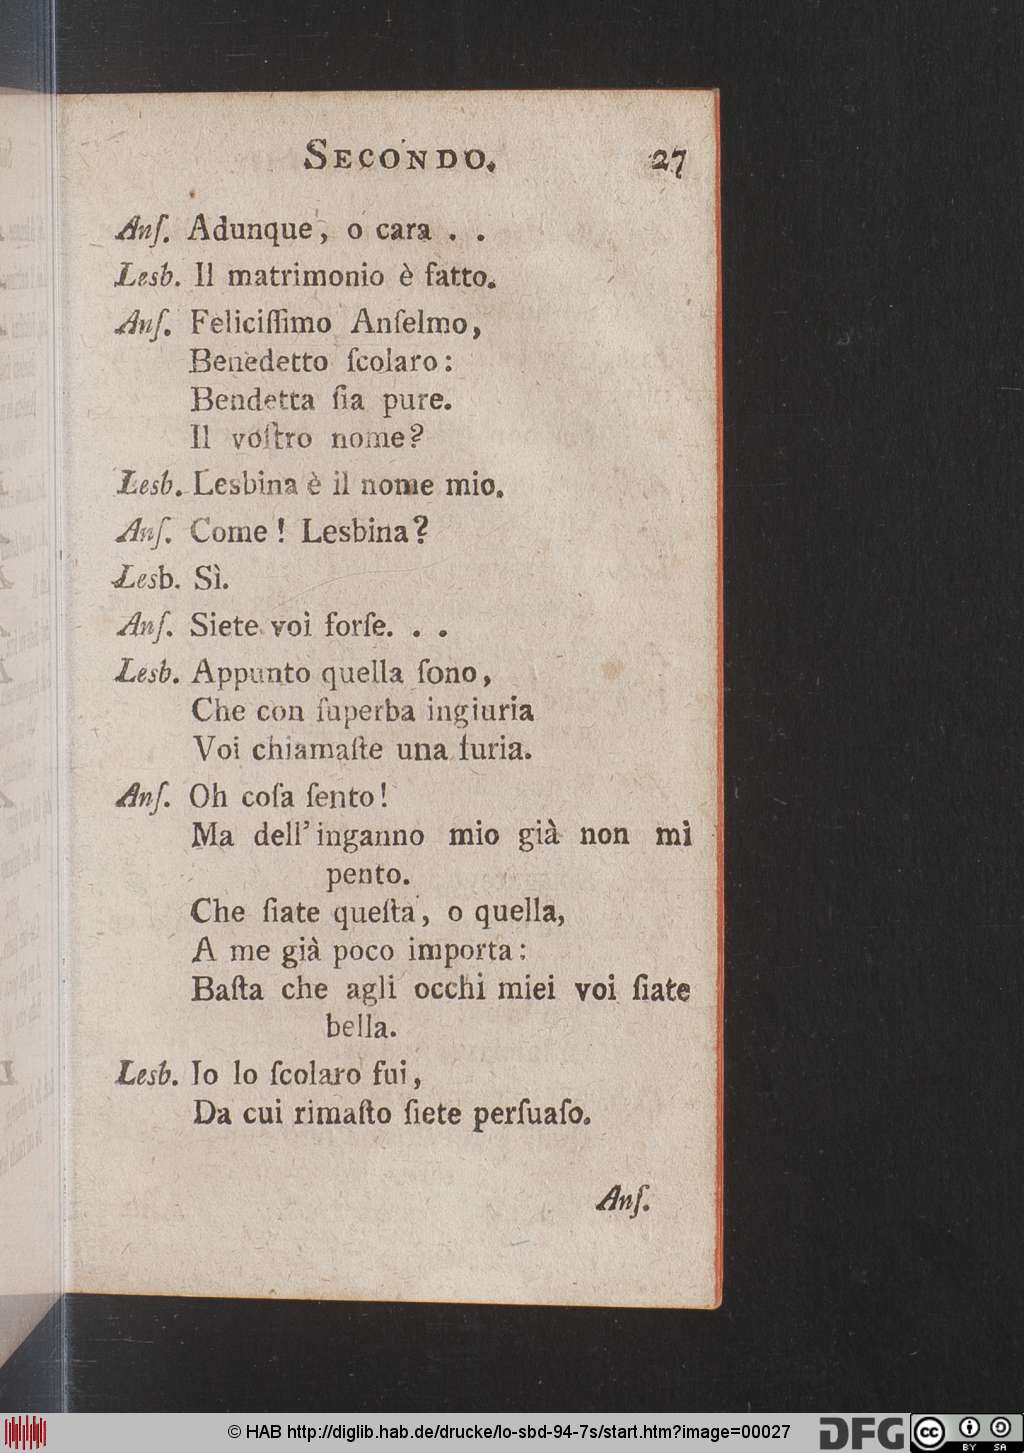 SECONDO. 27
Anſ. Adunque, o cara . .
Lesb. Il matrimonio è fatto.
Anſ. Feliciſſimo Anſelmo,
Benedetto ſcolaro:
Bendetta ſia pure.
Il voſtro nome?
Lesb. Lesbina è il nome mio.
Anſ. Come! Lesbina?
Lesb. Sì.
Anſ. Siete voi forſe. . .
Lesb. Appunto quella ſono,
Che con ſuperba ingiuria
Voi chiamaſte una furia.
Anſ. Oh coſa ſento!
Ma dell'inganno mio già non mi
pento.
Che ſiate queſta, o quella,
A me già poco importa:
Baſta che agli occhi miei voi ſiate
bella.
Lesb. Io lo ſcolaro fui,
Da cui rimaſto ſiete perſuaſo.
Anſ.
© HAB http://diglib.hab.de/drucke/lo-sbd-94-7s/start.htm?image=00027
DFG cc BY SA